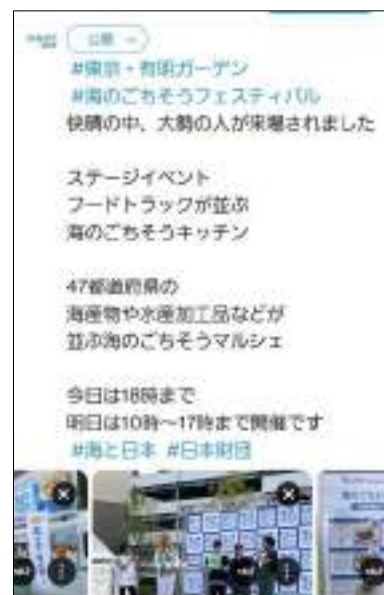 公開
#東京・有明ガーデン
#海のごちそうフェスティバル
快晴の中、大勢の人が来場されました
ステージイベント
フードトラックが並ぶ
海のごちそうキッチン
47都道府県の
海産物や水産加工品などが
並ぶ海のごちそうマルシェ
今日は18時まで
明日は10時〜17時まで開催です
#海と日本 #日本財団